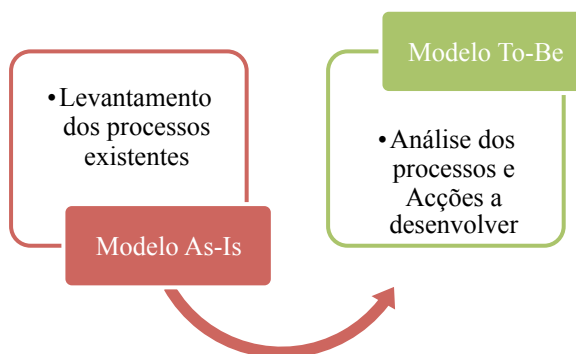 •Levantamento
dos processos
existentes
Modelo As-Is
Modelo To-Be
•Análise dos
processos e
Acções a
desenvolver